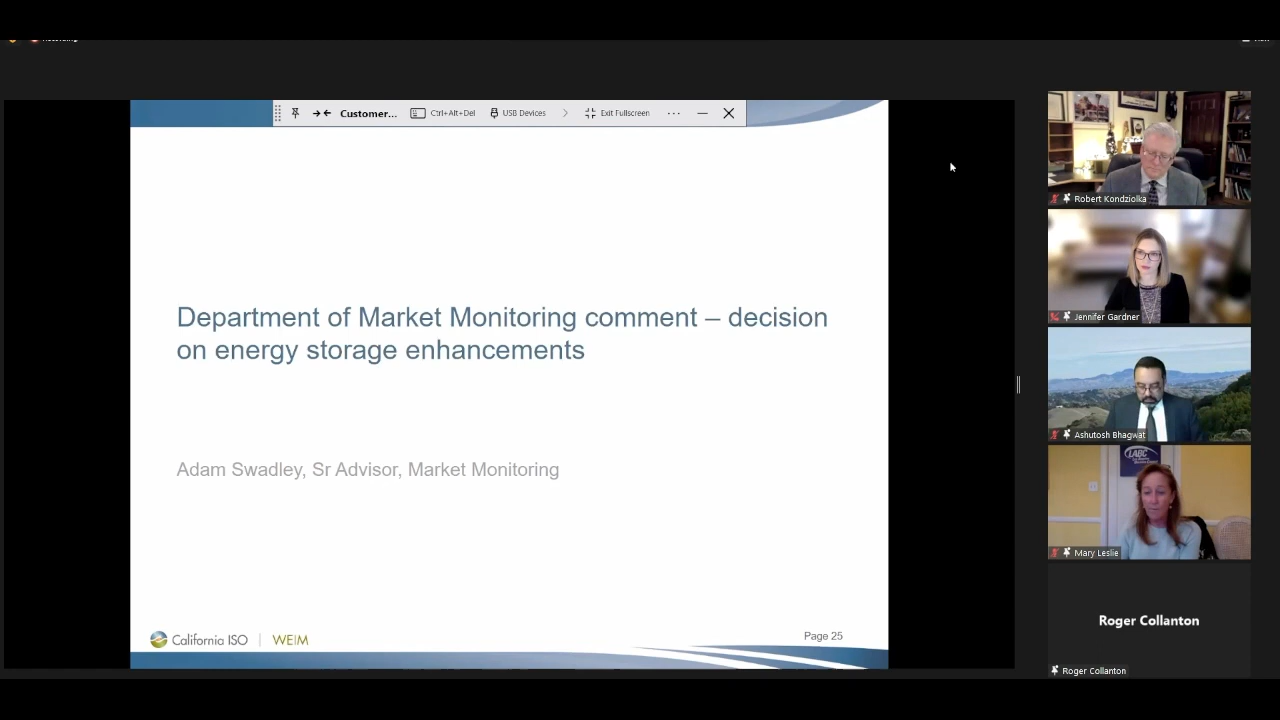 Customer...
Ctrl+Alt+Del
USB Devices
Exit Fullscreen
Department of Market Monitoring comment – decision
on energy storage enhancements
Adam Swadley, Sr Advisor, Market Monitoring
California ISO | WEIM
Page 25
Robert Kondziolka
Jennifer Gardner
Ashutosh Bhagwat
LABC
Mary Leslie
Roger Collanton
Roger Collanton